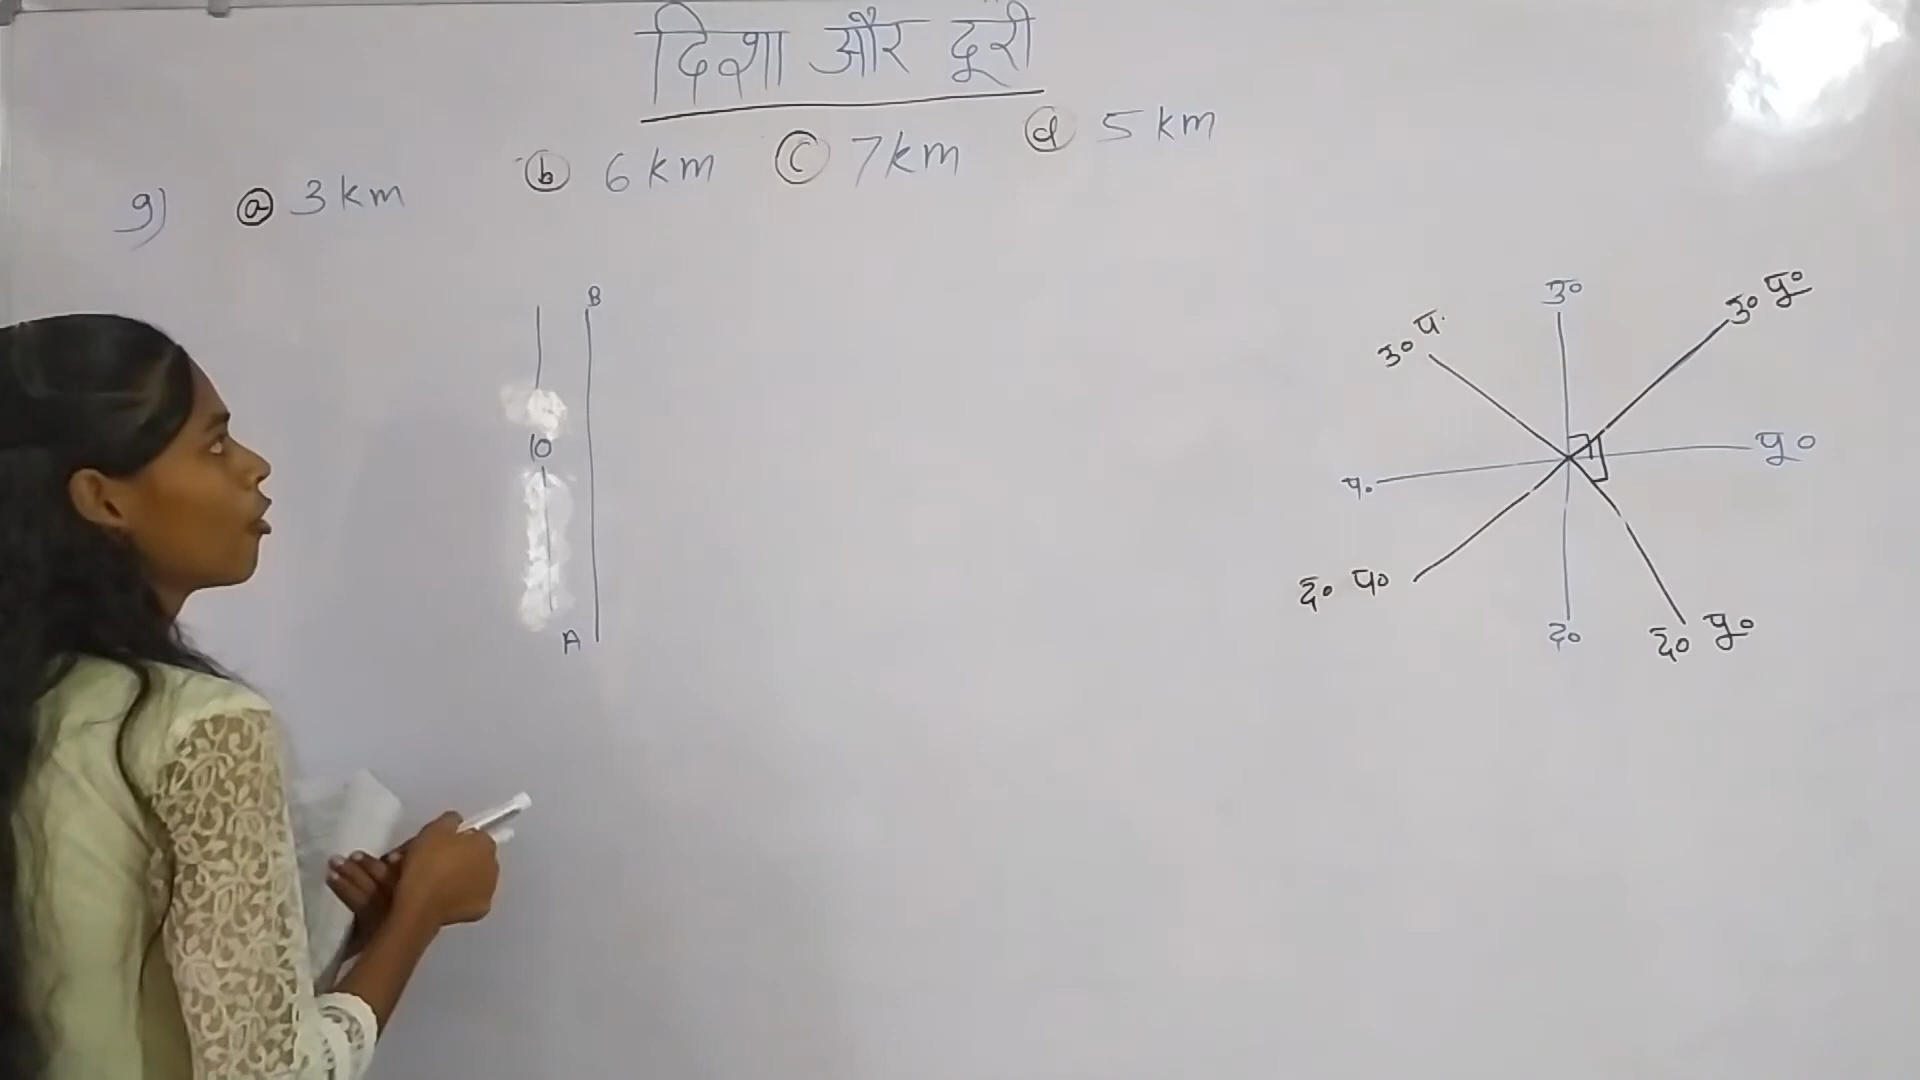 दिशा और दूरी
9) (a) 3 km (b) 6 km (c) 7 km (d) 5 km
B
10
A
उ०
उ० पू०
उ० प.
पू०
प.
द० प०
द०
द० पू०